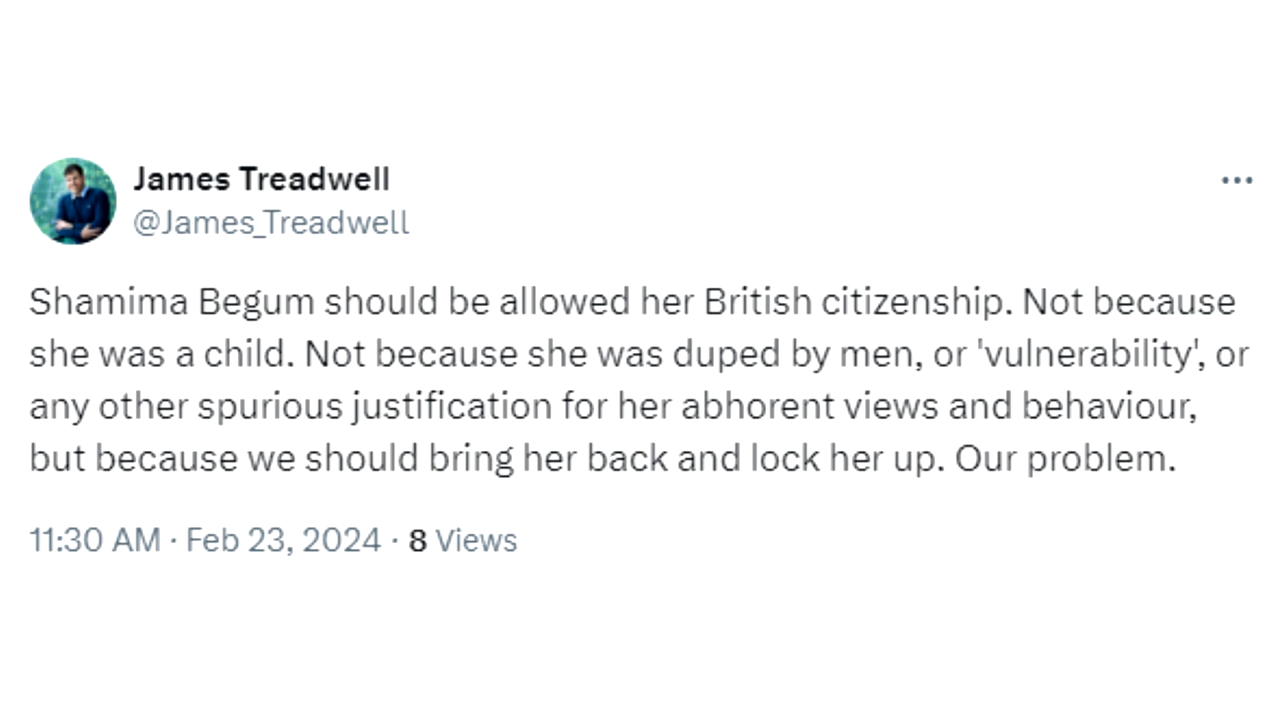 James Treadwell
@James_Treadwell
Shamima Begum should be allowed her British citizenship. Not because
she was a child. Not because she was duped by men, or 'vulnerability', or
any other spurious justification for her abhorent views and behaviour,
but because we should bring her back and lock her up. Our problem.
11:30 AM · Feb 23, 2024 · 8 Views